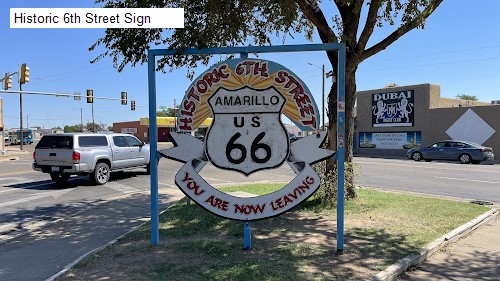 Historic 6th Street Sign
HISTORIC 6TH STREET
AMARILLO
US
66
YOU ARE NOW LEAVING
DUBAI